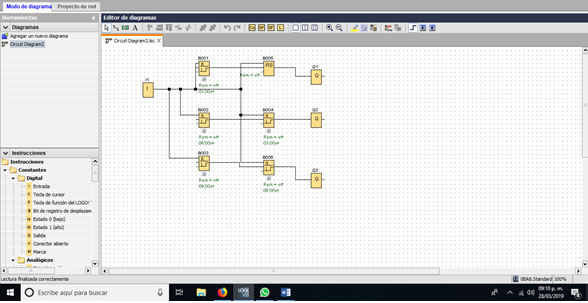 Modo de diagrama Proyecto de red
Herramientas
Editor de diagramas
Diagramas
Agregar un nuevo diagrama
Circuit Diagram2
Circuit Diagram2.lsc
I1
I
B001
Rem = off
03:00s+
B005
RS
Rem = off
Q1
Q
B002
Rem = off
06:00s+
B004
Rem = off
03:00s+
Q2
Q
B003
Rem = off
09:00s+
B006
Rem = off
06:00s+
Q3
Q
Instrucciones
Instrucciones
Constantes
Digital
Entrada
Tecla de cursor
Tecla de función del LOGO!
Bit de registro de desplazam
Estado 0 (bajo)
Estado 1 (alto)
Salida
Conector abierto
Marca
Analógicos
Lectura finalizada correctamente
0BA8.Standard 100%
Escribe aquí para buscar
09:10 p. m.
28/03/2019